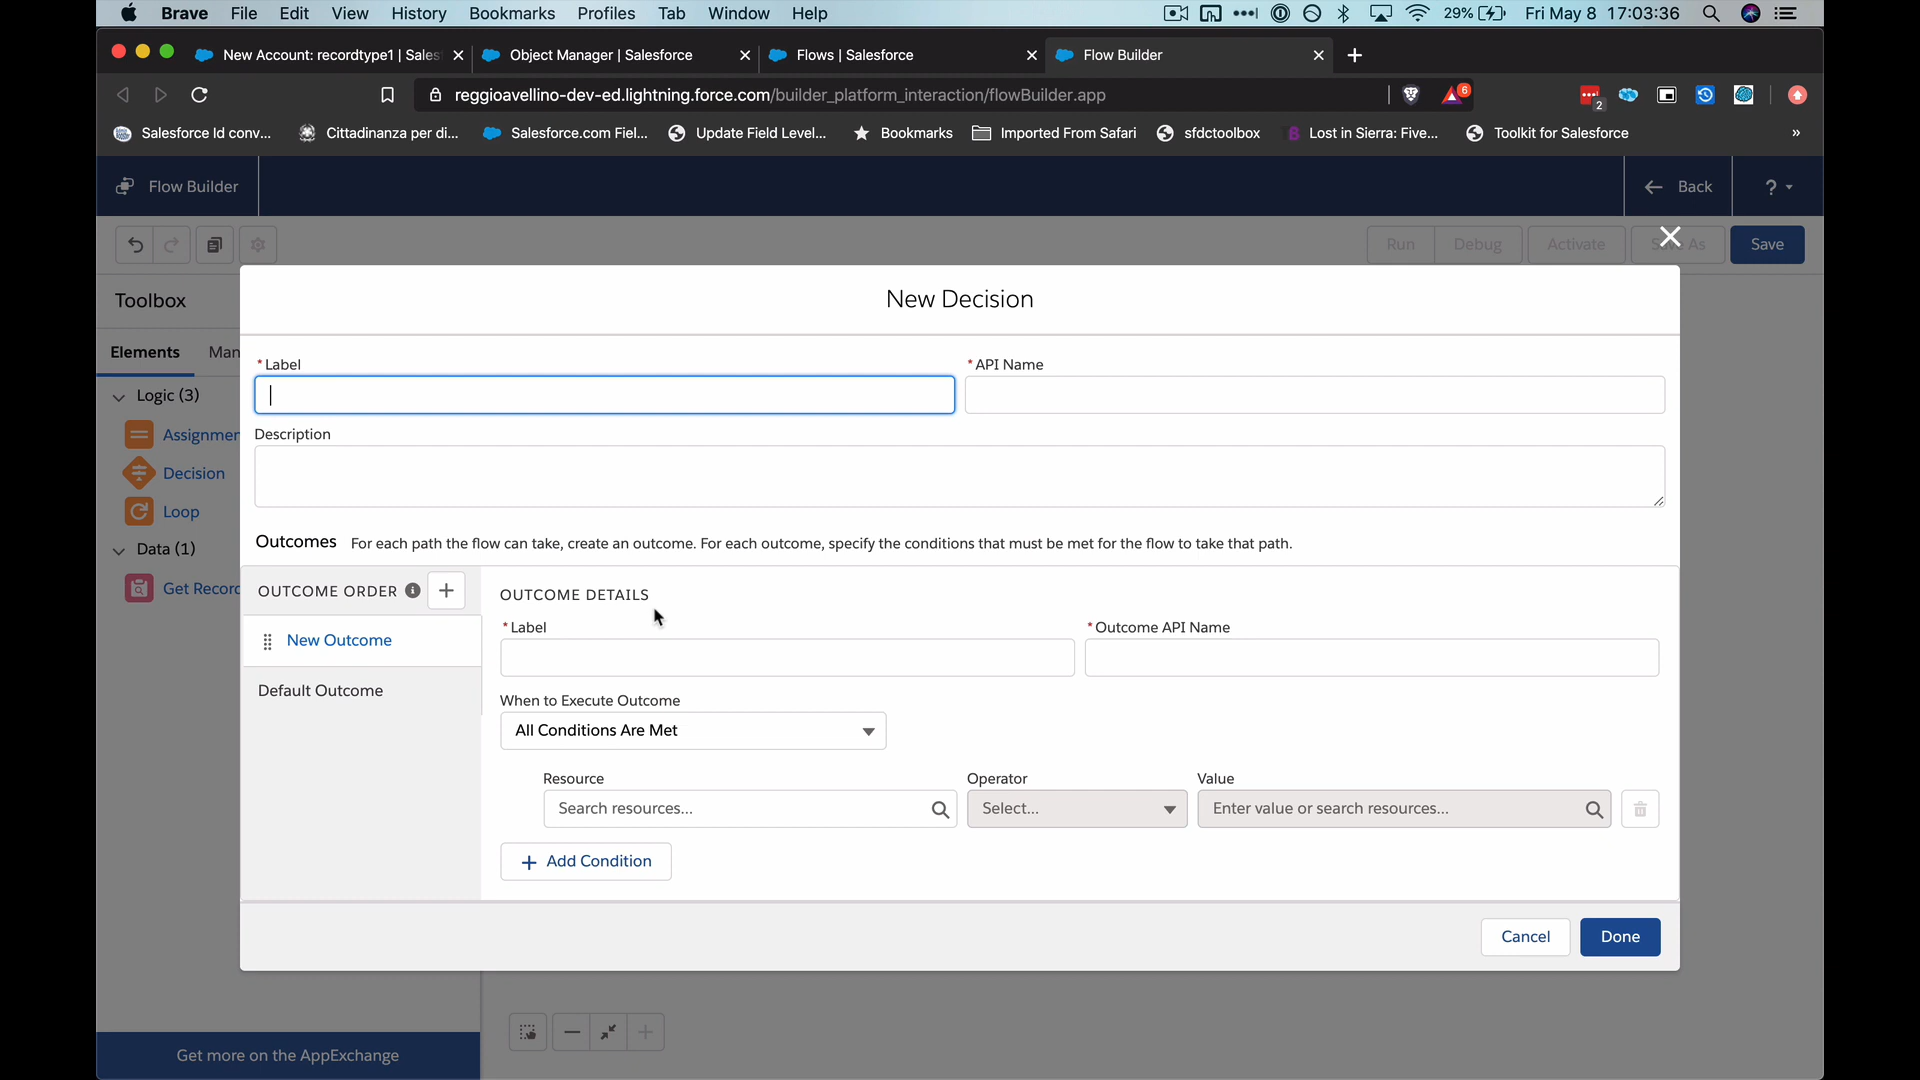 Brave File Edit View History Bookmarks Profiles Tab Window Help 29% Fri May 8 17:03:36
New Account: recordtype1 | Sales Object Manager | Salesforce Flows | Salesforce Flow Builder
reggioavellino-dev-ed.lightning.force.com/builder_platform_interaction/flowBuilder.app 6 2
Salesforce Id conv... Cittadinanza per di... Salesforce.com Fiel... Update Field Level... Bookmarks Imported From Safari sfdctoolbox Lost in Sierra: Five... Toolkit for Salesforce »
Flow Builder Back ?
Run Debug Activate Save As Save
Toolbox
New Decision
Elements Man
* Label * API Name
Logic (3)
Assignmen
Description
Decision
Loop
Outcomes For each path the flow can take, create an outcome. For each outcome, specify the conditions that must be met for the flow to take that path.
Data (1)
Get Recor
OUTCOME ORDER OUTCOME DETAILS
* Label * Outcome API Name
New Outcome
Default Outcome
When to Execute Outcome
All Conditions Are Met
Resource Operator Value
Search resources... Select... Enter value or search resources...
+ Add Condition
Cancel Done
Get more on the AppExchange